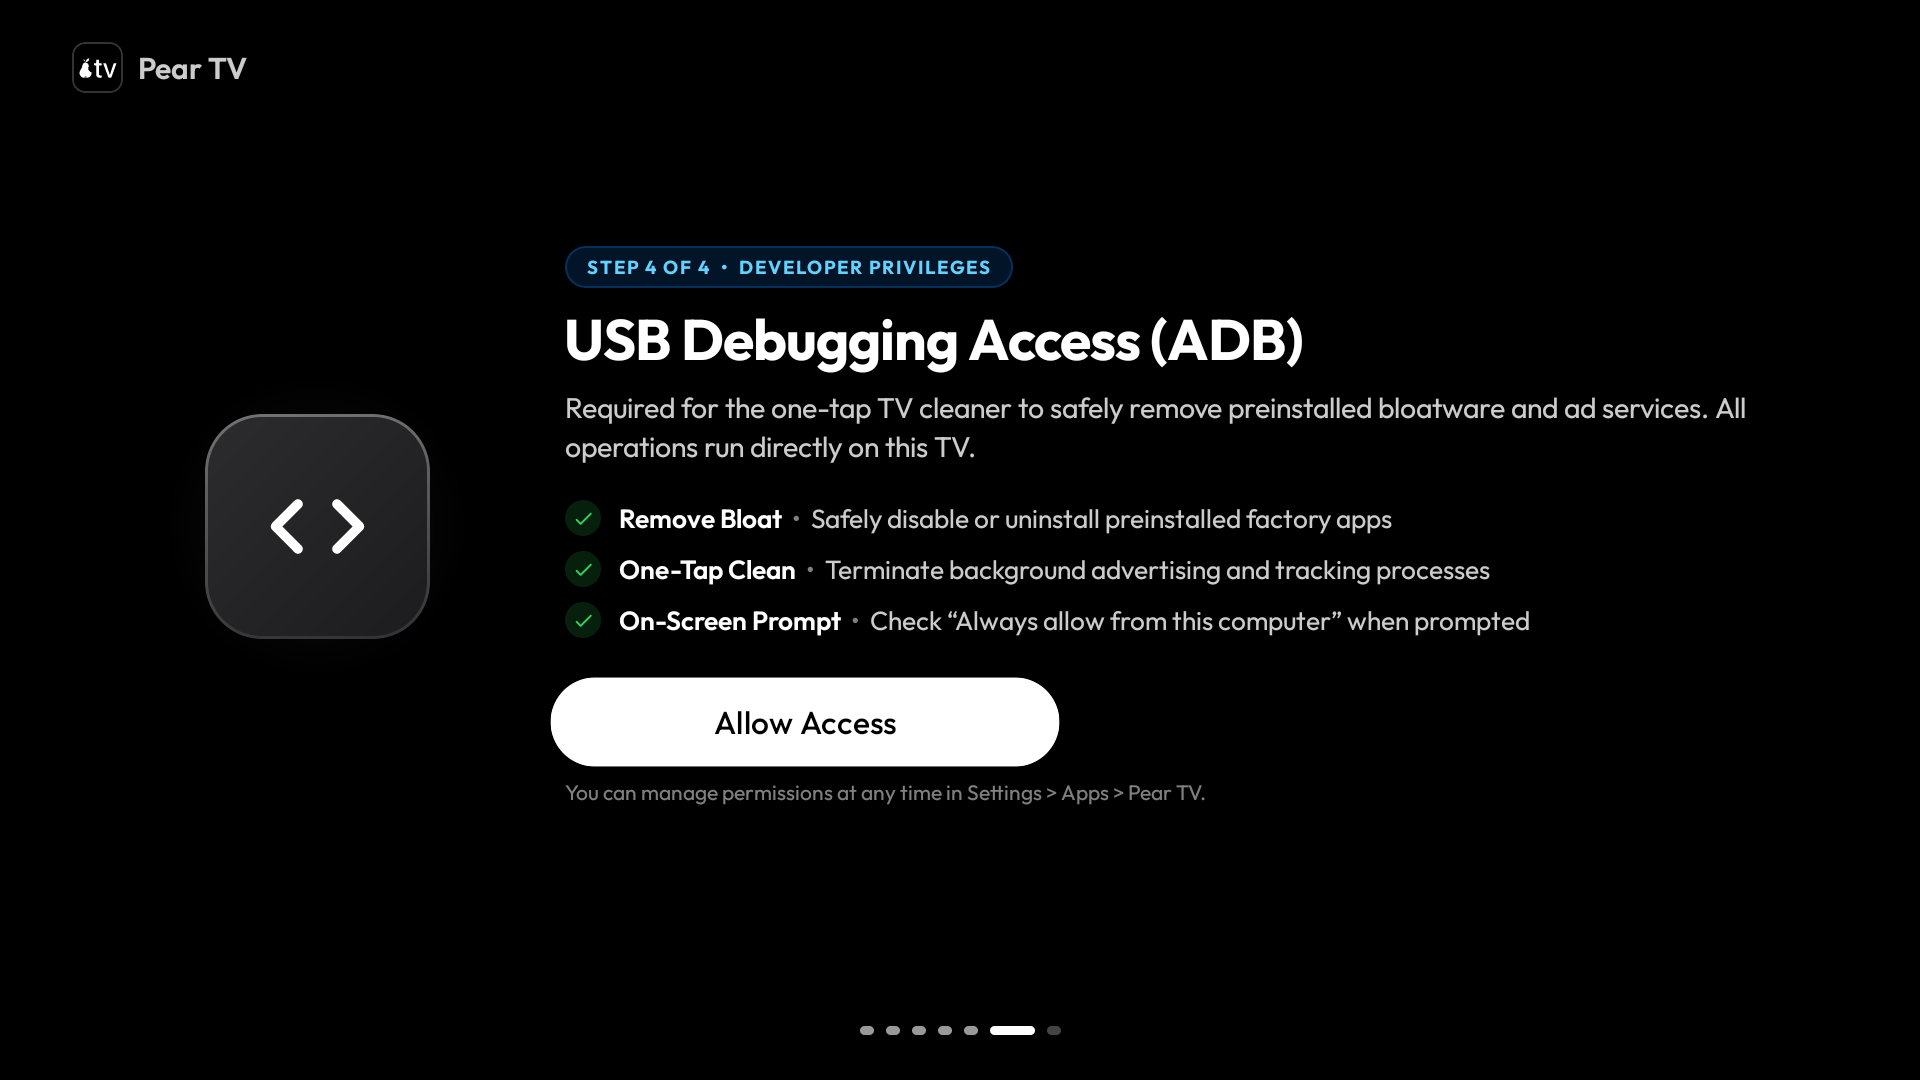 tv
Pear TV
STEP 4 OF 4 • DEVELOPER PRIVILEGES
USB Debugging Access (ADB)
Required for the one-tap TV cleaner to safely remove preinstalled bloatware and ad services. All
operations run directly on this TV.
Remove Bloat • Safely disable or uninstall preinstalled factory apps
One-Tap Clean • Terminate background advertising and tracking processes
On-Screen Prompt • Check “Always allow from this computer” when prompted
Allow Access
You can manage permissions at any time in Settings > Apps > Pear TV.